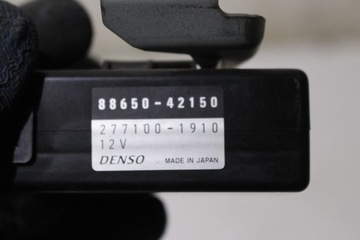 88650-42150
277100-1910
12V
DENSO MADE IN JAPAN